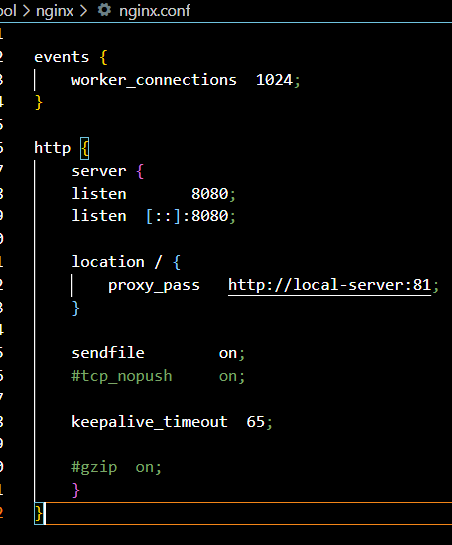 ool > nginx > nginx.conf
1
2 events {
3 worker_connections 1024;
4 }
5
6 http {
7 server {
8 listen 8080;
9 listen [::]:8080;
0
1 location / {
2 proxy_pass http://local-server:81;
3 }
4
5 sendfile on;
6 #tcp_nopush on;
7
8 keepalive_timeout 65;
9
0 #gzip on;
1 }
2 }